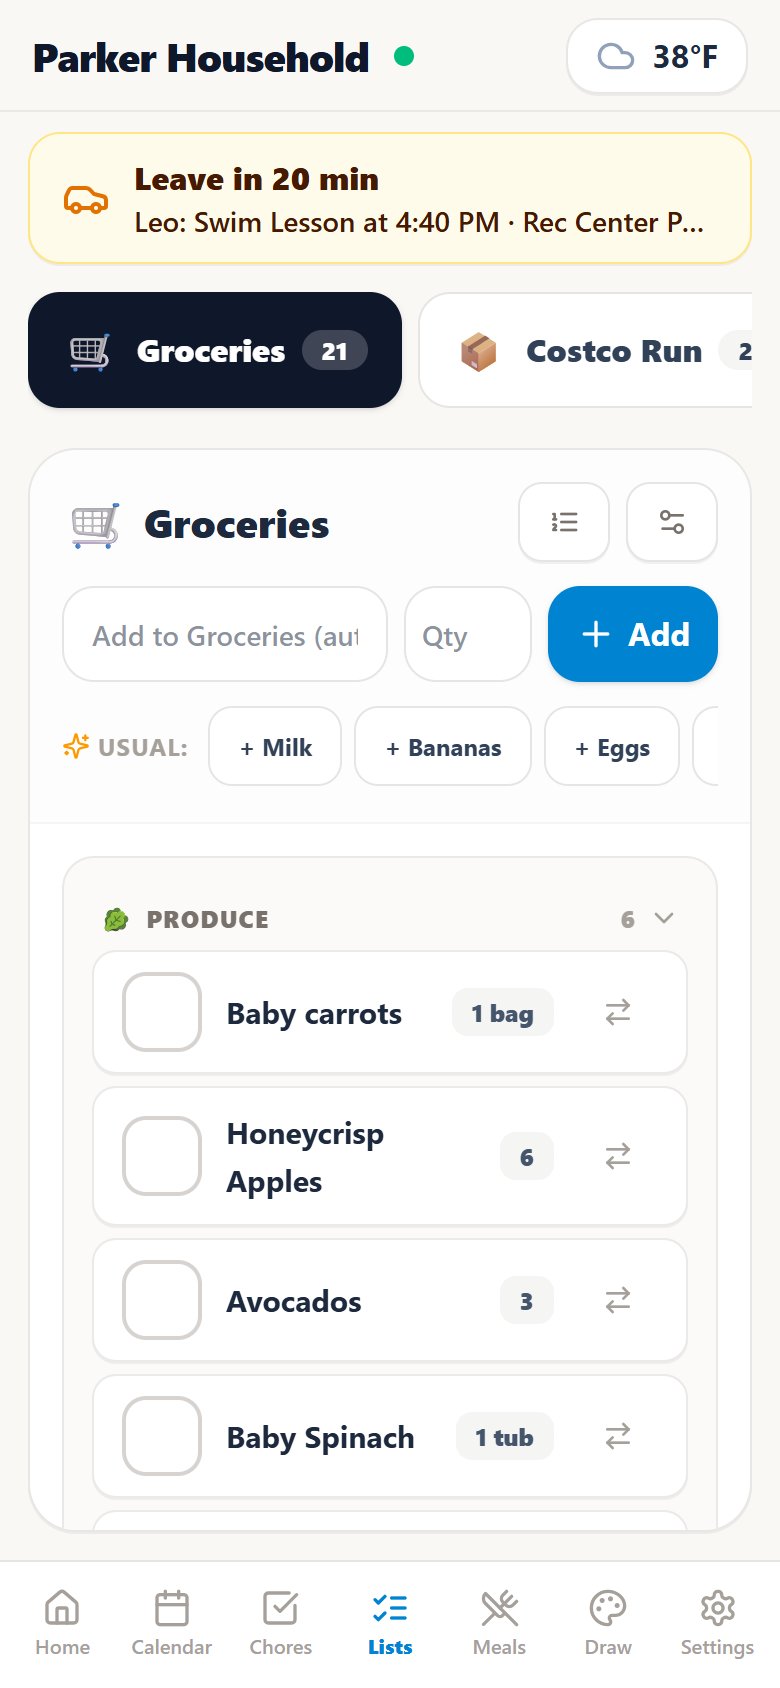 Parker Household
38°F
Leave in 20 min
Leo: Swim Lesson at 4:40 PM · Rec Center P...
Groceries 21
Costco Run 2
Groceries
Add to Groceries (aut
Qty
+ Add
USUAL:
+ Milk
+ Bananas
+ Eggs
PRODUCE
6
Baby carrots
1 bag
Honeycrisp
Apples
6
Avocados
3
Baby Spinach
1 tub
Home
Calendar
Chores
Lists
Meals
Draw
Settings